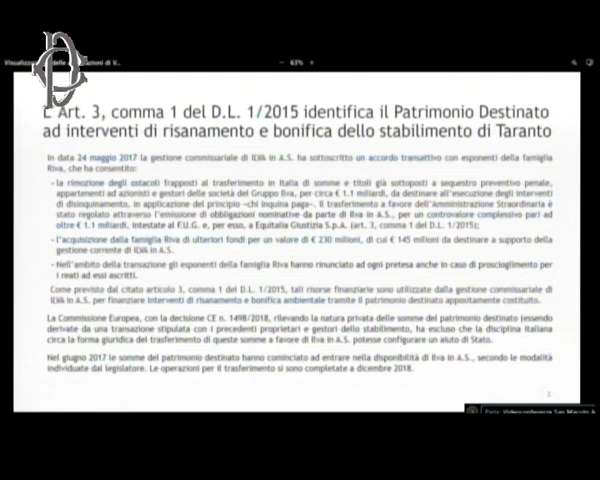 Visualizza
63%
L'Art. 3, comma 1 del D.L. 1/2015 identifica il Patrimonio Destinato
ad interventi di risanamento e bonifica dello stabilimento di Taranto
In data 24 maggio 2017 la gestione commissariale di ILVA in A.S. ha sottoscritto un accordo transattivo con esponenti della famiglia
Riva, che ha consentito:
- la rimozione degli ostacoli frapposti al trasferimento in Italia di somme e titoli già sottoposti a sequestro preventivo penale,
appartenenti ad azionisti e gestori delle società del Gruppo Ilva, per circa € 1.1 miliardi, da destinare all'esecuzione degli interventi
di disinquinamento, in applicazione del principio «chi inquina paga». Il trasferimento a favore dell'Amministrazione Straordinaria è
stato regolato attraverso l'emissione di obbligazioni nominative da parte di Ilva in A.S., per un controvalore complessivo pari ad
oltre € 1.1 miliardi, intestate al F.U.G. e, per esso, a Equitalia Giustizia S.p.A. (art. 3, comma 1 del D.L. 1/2015);
- l'acquisizione dalla famiglia Riva di ulteriori fondi per un valore di € 230 milioni, di cui € 145 milioni da destinare a supporto della
gestione corrente di ILVA in A.S.
- Nell'ambito della transazione gli esponenti della famiglia Riva hanno rinunciato ad ogni pretesa anche in caso di proscioglimento per
i reati ad essi ascritti.
Come previsto dal citato articolo 3, comma 1 del D.L. 1/2015, tali risorse finanziarie sono utilizzate dalla gestione commissariale di
ILVA in A.S. per finanziare interventi di risanamento e bonifica ambientale tramite il patrimonio destinato appositamente costituito.
La Commissione Europea, con la decisione CE n. 1498/2018, rilevando la natura privata delle somme del patrimonio destinato (essendo
derivate da una transazione stipulata con i precedenti proprietari e gestori dello stabilimento, ha escluso che la disciplina italiana
circa la forma giuridica del trasferimento di queste somme a favore di Ilva in A.S. potesse configurare un aiuto di Stato.
Nel giugno 2017 le somme del patrimonio destinato hanno cominciato ad entrare nella disponibilità di Ilva in A.S., secondo le modalità
individuate dal legislatore. Le operazioni per il trasferimento si sono completate a dicembre 2018.
2
Videoconferenza San Macuto